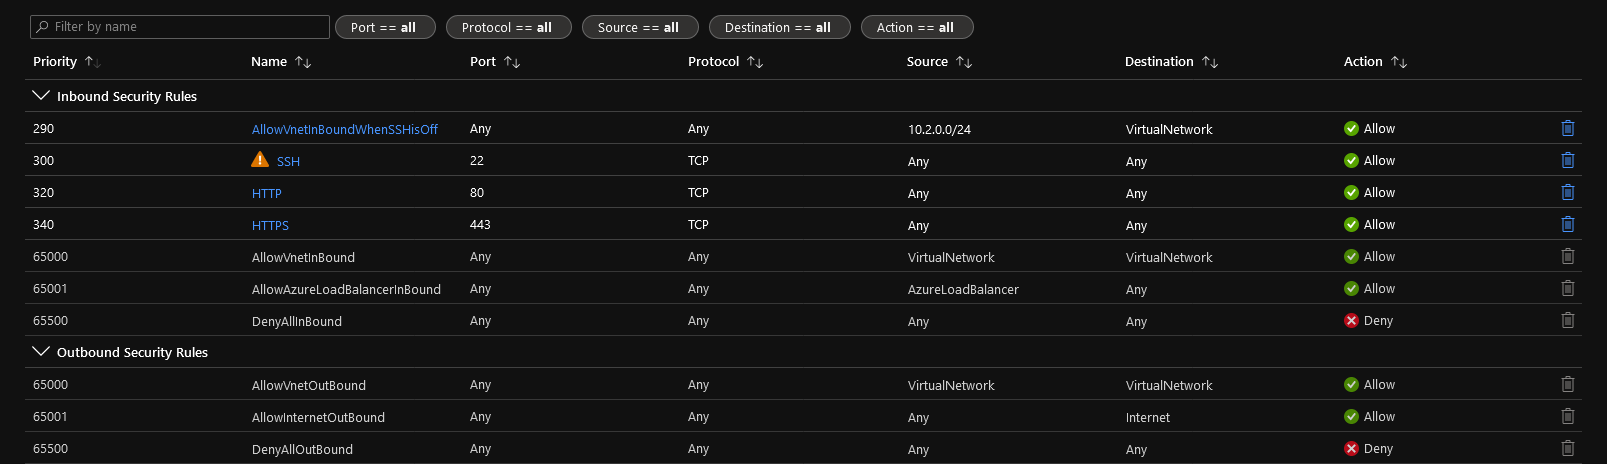 Filter by name Port == all Protocol == all Source == all Destination == all Action == all
Priority ↑↓ Name ↑↓ Port ↑↓ Protocol ↑↓ Source ↑↓ Destination ↑↓ Action ↑↓
Inbound Security Rules
290 AllowVnetInBoundWhenSSHisOff Any Any 10.2.0.0/24 VirtualNetwork Allow
300 SSH 22 TCP Any Any Allow
320 HTTP 80 TCP Any Any Allow
340 HTTPS 443 TCP Any Any Allow
65000 AllowVnetInBound Any Any VirtualNetwork VirtualNetwork Allow
65001 AllowAzureLoadBalancerInBound Any Any AzureLoadBalancer Any Allow
65500 DenyAllInBound Any Any Any Any Deny
Outbound Security Rules
65000 AllowVnetOutBound Any Any VirtualNetwork VirtualNetwork Allow
65001 AllowInternetOutBound Any Any Any Internet Allow
65500 DenyAllOutBound Any Any Any Any Deny